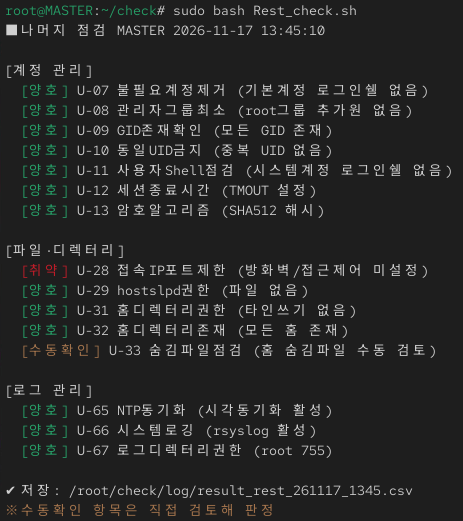 root@MASTER:~/check# sudo bash Rest_check.sh
■나머지 점검 MASTER 2026-11-17 13:45:10
[계정 관리]
[양호] U-07 불필요계정제거 (기본계정 로그인쉘 없음)
[양호] U-08 관리자그룹최소 (root그룹 추가원 없음)
[양호] U-09 GID존재확인 (모든 GID 존재)
[양호] U-10 동일UID금지 (중복 UID 없음)
[양호] U-11 사용자Shell점검 (시스템계정 로그인쉘 없음)
[양호] U-12 세션종료시간 (TMOUT 설정)
[양호] U-13 암호알고리즘 (SHA512 해시)
[파일·디렉터리]
[취약] U-28 접속IP포트제한 (방화벽/접근제어 미설정)
[양호] U-29 hostslpd권한 (파일 없음)
[양호] U-31 홈디렉터리권한 (타인쓰기 없음)
[양호] U-32 홈디렉터리존재 (모든 홈 존재)
[수동확인] U-33 숨김파일점검 (홈 숨김파일 수동 검토)
[로그 관리]
[양호] U-65 NTP동기화 (시각동기화 활성)
[양호] U-66 시스템로깅 (rsyslog 활성)
[양호] U-67 로그디렉터리권한 (root 755)
✔ 저장: /root/check/log/result_rest_261117_1345.csv
※수동확인 항목은 직접 검토해 판정